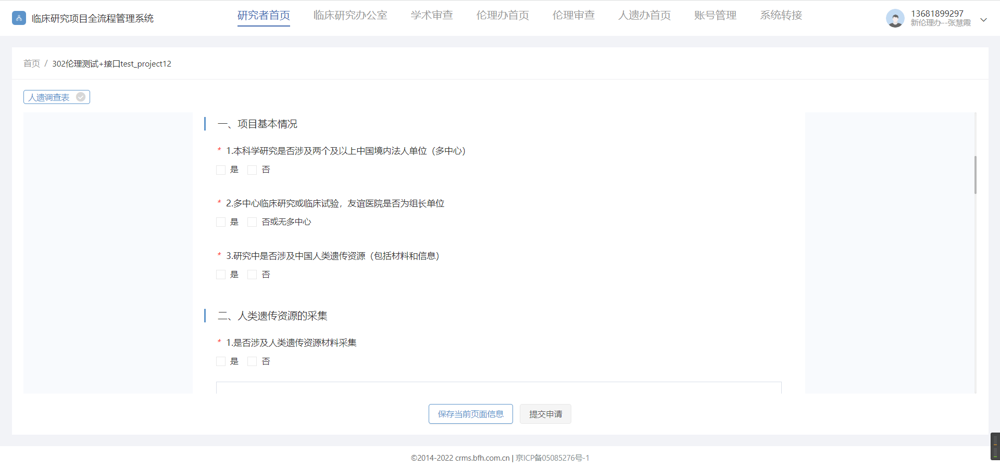 临床研究项目全流程管理系统
研究者首页 临床研究办公室 学术审查 伦理办首页 伦理审查 人遗办首页 账号管理 系统转接
13681899297
新伦理办--张慧霞
首页 / 302伦理测试+接口test_project12
人遗调查表
一、项目基本情况
* 1.本科学研究是否涉及两个及以上中国境内法人单位（多中心）
是 否
* 2.多中心临床研究或临床试验，友谊医院是否为组长单位
是 否或无多中心
* 3.研究中是否涉及中国人类遗传资源（包括材料和信息）
是 否
二、人类遗传资源的采集
* 1.是否涉及人类遗传资源材料采集
是 否
保存当前页面信息 提交申请
©2014-2022 crms.bfh.com.cn | 京ICP备05085276号-1